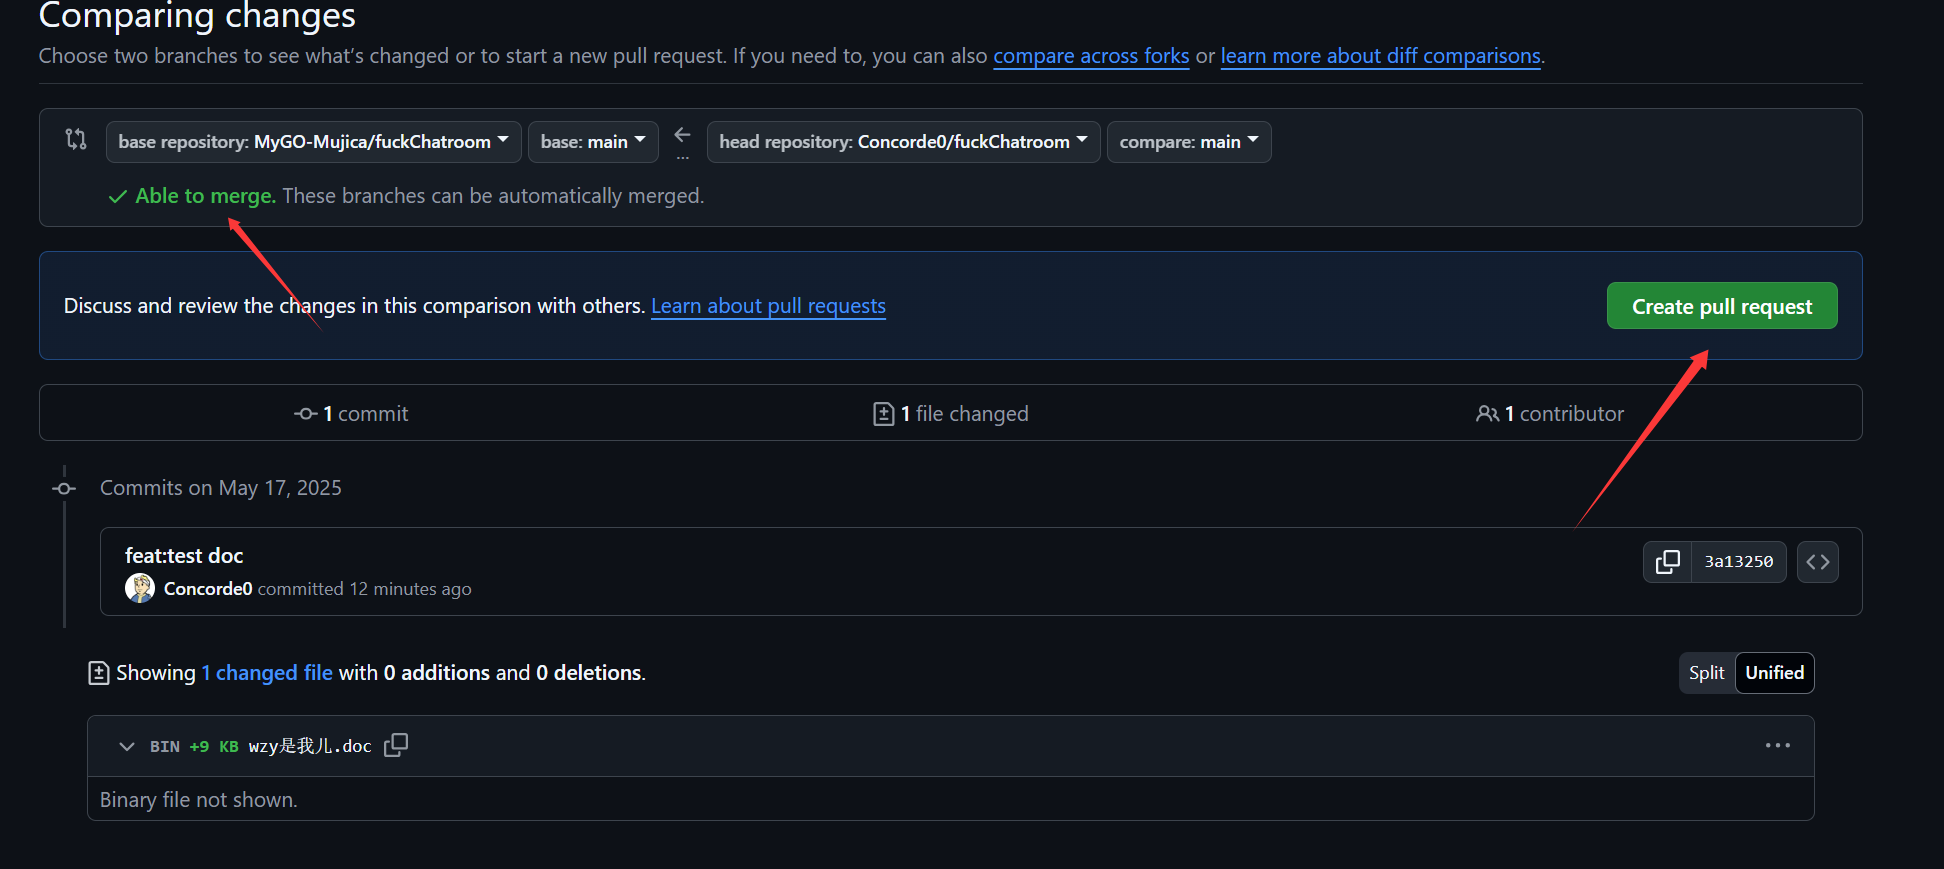 Comparing changes
Choose two branches to see what’s changed or to start a new pull request. If you need to, you can also compare across forks or learn more about diff comparisons.
base repository: MyGO-Mujica/fuckChatroom base: main ... head repository: Concorde0/fuckChatroom compare: main
Able to merge. These branches can be automatically merged.
Discuss and review the changes in this comparison with others. Learn about pull requests Create pull request
1 commit 1 file changed 1 contributor
Commits on May 17, 2025
feat:test doc
Concorde0 committed 12 minutes ago 3a13250
Showing 1 changed file with 0 additions and 0 deletions. Split Unified
BIN +9 KB wzy是我儿.doc
Binary file not shown.